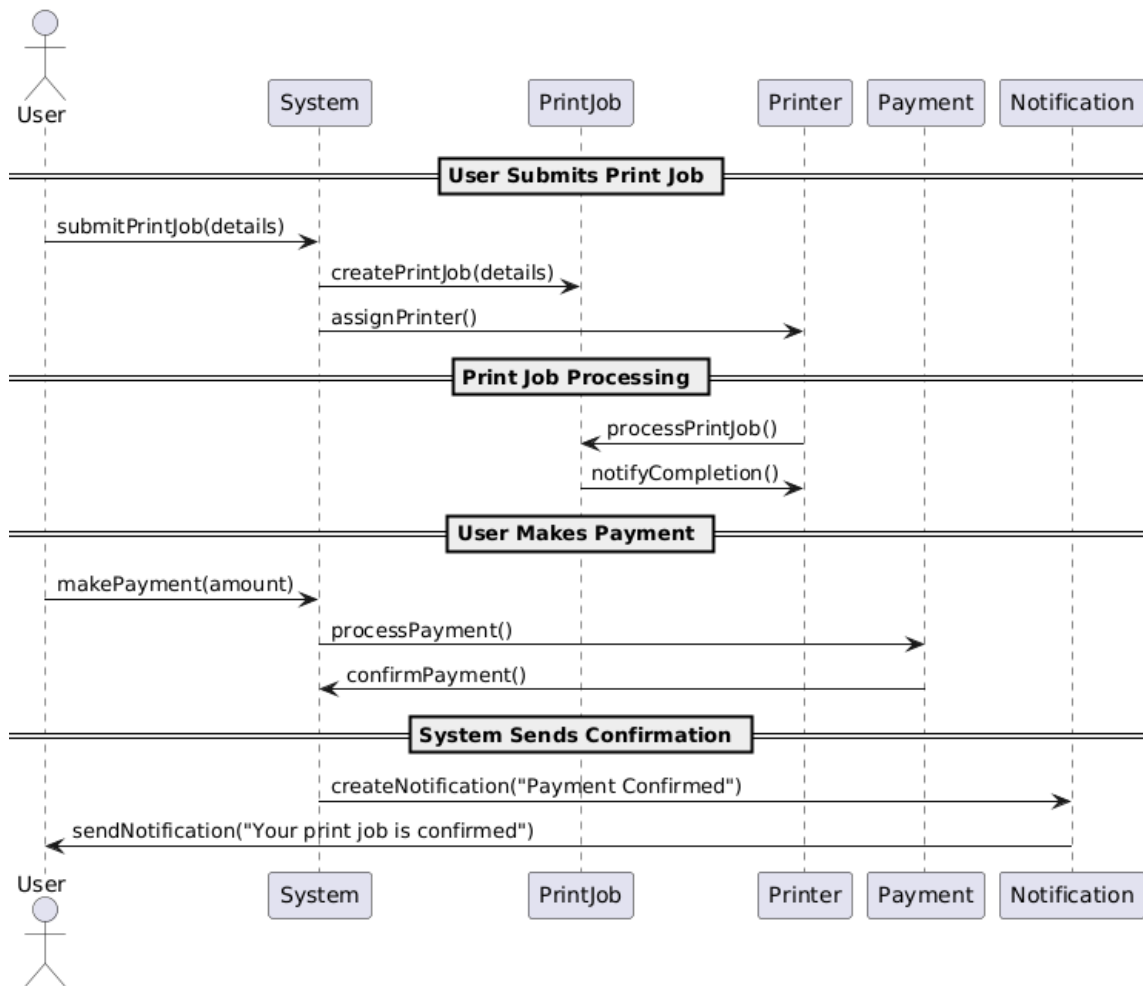 User
System
PrintJob
Printer
Payment
Notification
User Submits Print Job
submitPrintJob(details)
createPrintJob(details)
assignPrinter()
Print Job Processing
processPrintJob()
notifyCompletion()
User Makes Payment
makePayment(amount)
processPayment()
confirmPayment()
System Sends Confirmation
createNotification("Payment Confirmed")
sendNotification("Your print job is confirmed")
User
System
PrintJob
Printer
Payment
Notification